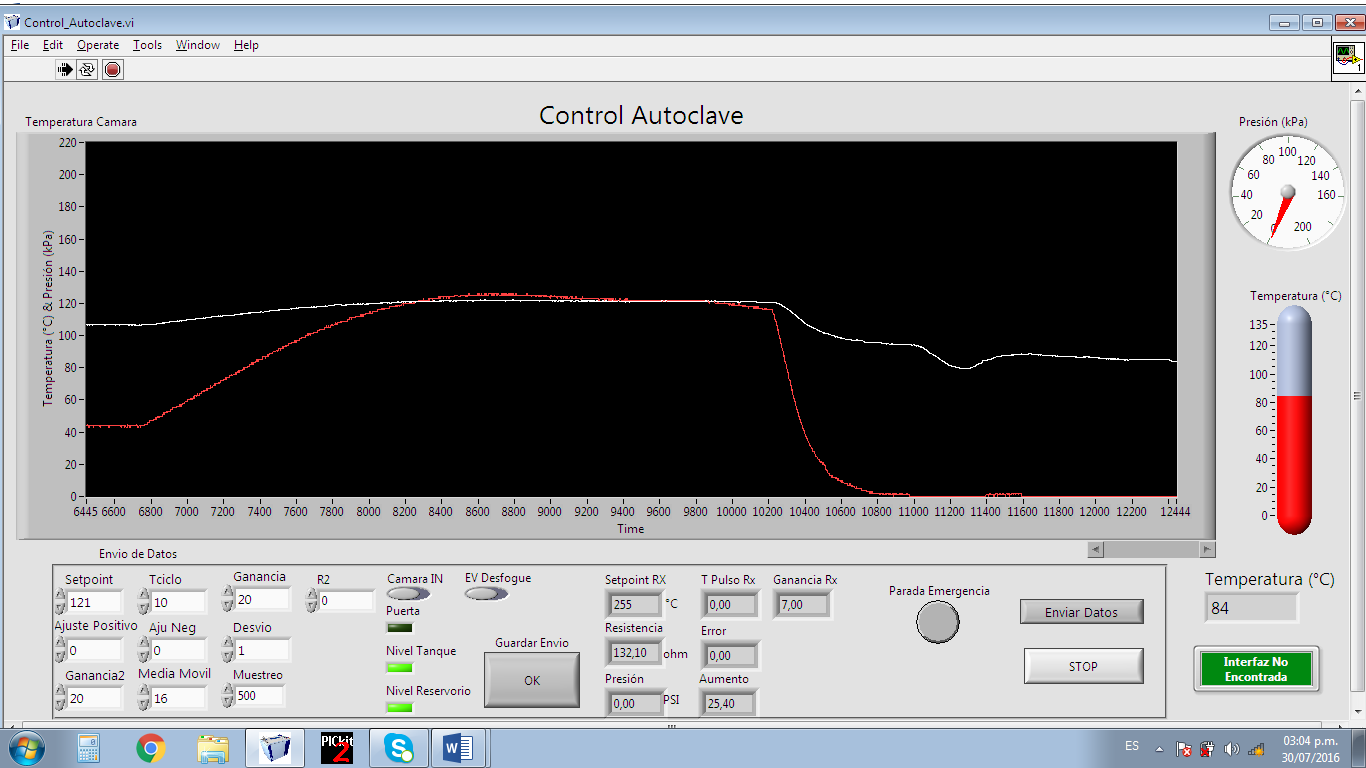 Control_Autoclave.vi
File Edit Operate Tools Window Help
1
Control Autoclave
Temperatura Camara
Temperatura (°C) & Presión (kPa)
220
200
180
160
140
120
100
80
60
40
20
0
6445 6600 6800 7000 7200 7400 7600 7800 8000 8200 8400 8600 8800 9000 9200 9400 9600 9800 10000 10200 10400 10600 10800 11000 11200 11400 11600 11800 12000 12200 12444
Time
Presión (kPa)
0 20 40 60 80 100 120 140 160 200
Temperatura (°C)
135
120
100
80
60
40
20
0
Temperatura (°C)
84
Interfaz No
Encontrada
Envio de Datos
Setpoint Tciclo Ganancia R2 Camara IN EV Desfogue
121 10 20 0
Puerta
Ajuste Positivo Aju Neg Desvio
0 0 1
Nivel Tanque
Ganancia2 Media Movil Muestreo
20 16 500
Nivel Reservorio
Guardar Envio
OK
Setpoint RX T Pulso Rx Ganancia Rx
255 °C 0,00 7,00
Resistencia Error
132,10 ohm 0,00
Presión Aumento
0,00 PSI 25,40
Parada Emergencia
Enviar Datos
STOP
PICkit
2
ES
03:04 p.m.
30/07/2016